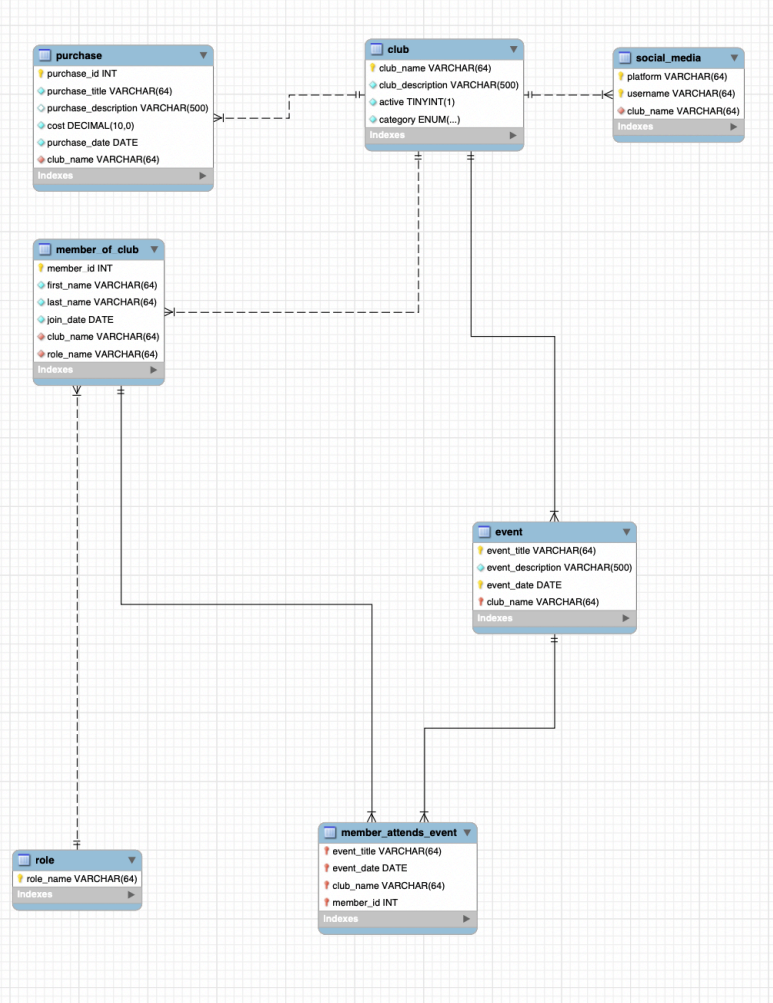 purchase
purchase_id INT
purchase_title VARCHAR(64)
purchase_description VARCHAR(500)
cost DECIMAL(10,0)
purchase_date DATE
club_name VARCHAR(64)
Indexes
club
club_name VARCHAR(64)
club_description VARCHAR(500)
active TINYINT(1)
category ENUM(...)
Indexes
social_media
platform VARCHAR(64)
username VARCHAR(64)
club_name VARCHAR(64)
Indexes
member_of_club
member_id INT
first_name VARCHAR(64)
last_name VARCHAR(64)
join_date DATE
club_name VARCHAR(64)
role_name VARCHAR(64)
Indexes
event
event_title VARCHAR(64)
event_description VARCHAR(500)
event_date DATE
club_name VARCHAR(64)
Indexes
role
role_name VARCHAR(64)
Indexes
member_attends_event
event_title VARCHAR(64)
event_date DATE
club_name VARCHAR(64)
member_id INT
Indexes